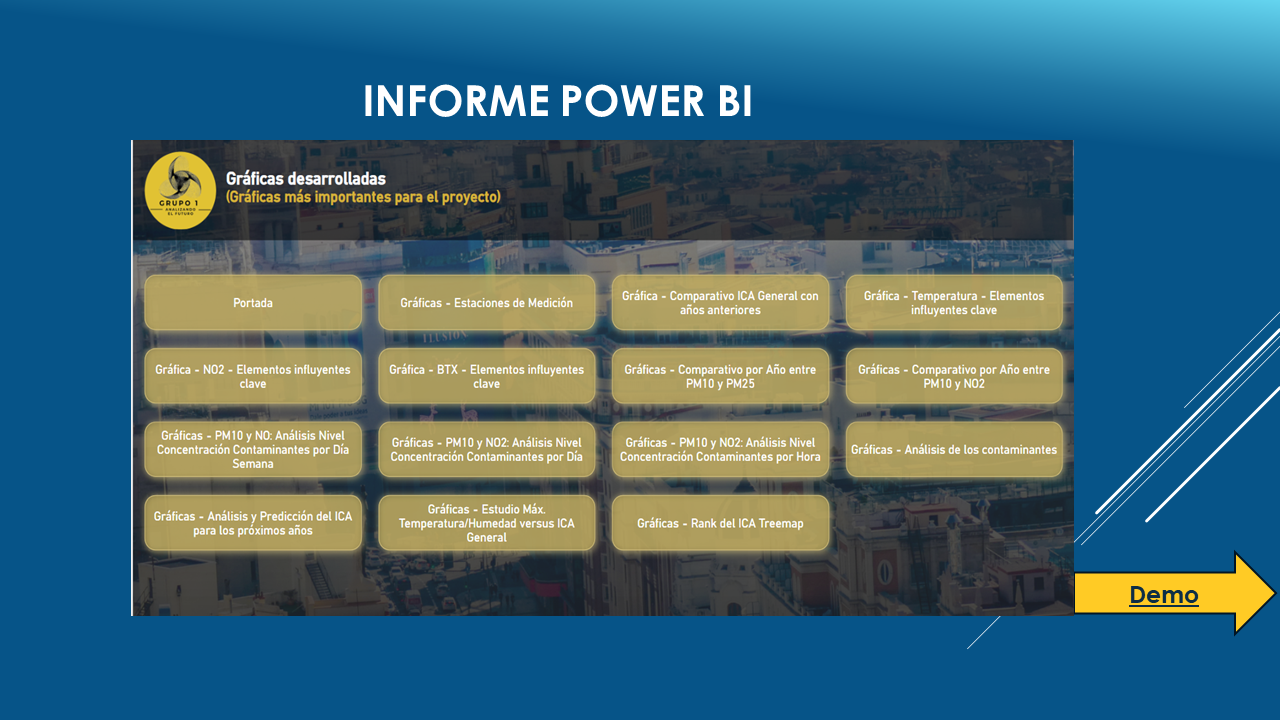 INFORME POWER BI
GRUPO 1
ANALIZANDO
EL FUTURO
Gráficas desarrolladas
(Gráficas más importantes para el proyecto)
Portada
Gráficas - Estaciones de Medición
Gráfica - Comparativo ICA General con
años anteriores
Gráfica - Temperatura - Elementos
influyentes clave
Gráfica - NO2 - Elementos influyentes
clave
Gráfica - BTX - Elementos influyentes
clave
Gráficas - Comparativo por Año entre
PM10 y PM25
Gráficas - Comparativo por Año entre
PM10 y NO2
Gráficas - PM10 y NO: Análisis Nivel
Concentración Contaminantes por Día
Semana
Gráficas - PM10 y NO2: Análisis Nivel
Concentración Contaminantes por Día
Gráficas - PM10 y NO2: Análisis Nivel
Concentración Contaminantes por Hora
Gráficas - Análisis de los contaminantes
Gráficas - Análisis y Predicción del ICA
para los próximos años
Gráficas - Estudio Máx.
Temperatura/Humedad versus ICA
General
Gráficas - Rank del ICA Treemap
Demo